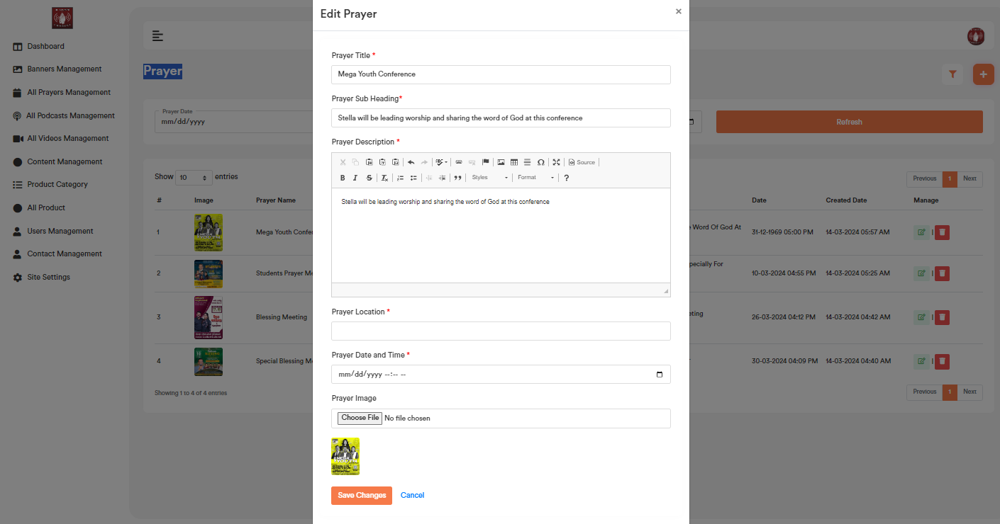 Edit Prayer
×
Dashboard
Banners Management
All Prayers Management
All Podcasts Management
All Videos Management
Content Management
Product Category
All Product
Users Management
Contact Management
Site Settings
Prayer
Prayer Date
mm/dd/yyyy
Refresh
Show 10 entries
Previous 1 Next
# Image Prayer Name Date Created Date Manage
1 Mega Youth Confe Word Of God At 31-12-1969 05:00 PM 14-03-2024 05:57 AM |
2 Students Prayer M pecially For 10-03-2024 04:55 PM 14-03-2024 05:25 AM |
3 Blessing Meeting eting 26-03-2024 04:12 PM 14-03-2024 04:42 AM |
4 Special Blessing M 30-03-2024 04:09 PM 14-03-2024 04:40 AM |
Showing 1 to 4 of 4 entries
Previous 1 Next
Prayer Title *
Mega Youth Conference
Prayer Sub Heading*
Stella will be leading worship and sharing the word of God at this conference
Prayer Description *
Source
B I S Styles Format ?
Stella will be leading worship and sharing the word of God at this conference
Prayer Location *
Prayer Date and Time *
mm/dd/yyyy --:-- --
Prayer Image
Choose File No file chosen
MEGA
YOUTH
Save Changes Cancel